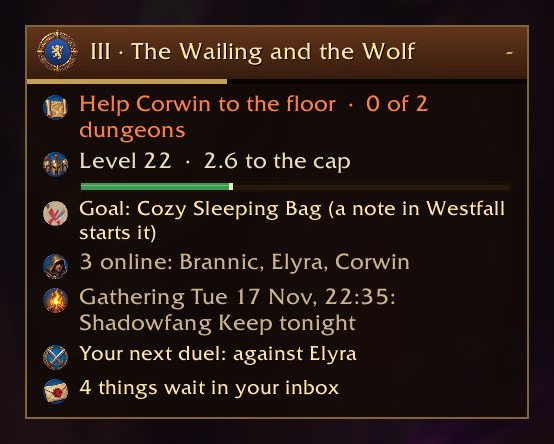 III · The Wailing and the Wolf -
Help Corwin to the floor · 0 of 2
dungeons
Level 22 · 2.6 to the cap
Goal: Cozy Sleeping Bag (a note in Westfall
starts it)
3 online: Brannic, Elyra, Corwin
Gathering Tue 17 Nov, 22:35:
Shadowfang Keep tonight
Your next duel: against Elyra
4 things wait in your inbox